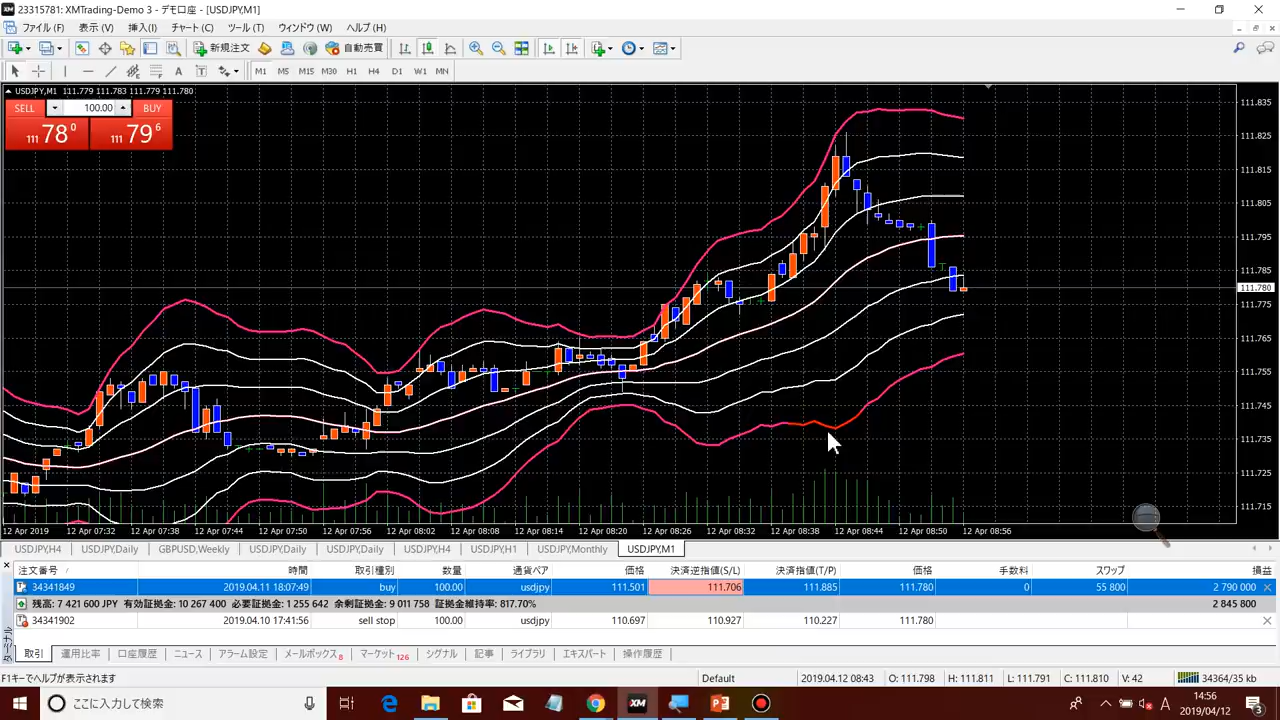 23315781: XMTrading-Demo 3 - デモ口座 - [USDJPY,M1]
ファイル (F) 表示 (V) 挿入(I) チャート (C) ツール (T) ウィンドウ (W) ヘルプ (H)
新規注文 自動売買
A T M1 M5 M15 M30 H1 H4 D1 W1 MN
USDJPY,M1 111.779 111.783 111.779 111.780
SELL 100.00 BUY
111 78 0 111 79 6
111.835
111.825
111.815
111.805
111.795
111.785
111.780
111.775
111.765
111.755
111.745
111.735
111.725
111.715
12 Apr 2019 12 Apr 07:32 12 Apr 07:38 12 Apr 07:44 12 Apr 07:50 12 Apr 07:56 12 Apr 08:02 12 Apr 08:08 12 Apr 08:14 12 Apr 08:20 12 Apr 08:26 12 Apr 08:32 12 Apr 08:38 12 Apr 08:44 12 Apr 08:50 12 Apr 08:56
USDJPY,H4 USDJPY,Daily GBPUSD,Weekly USDJPY,Daily USDJPY,Daily USDJPY,H4 USDJPY,H1 USDJPY,Monthly USDJPY,M1
注文番号 / 時間 取引種別 数量 通貨ペア 価格 決済逆指値(S/L) 決済指値(T/P) 価格 手数料 スワップ 損益
34341849 2019.04.11 18:07:49 buy 100.00 usdjpy 111.501 111.706 111.885 111.780 0 55 800 2 790 000
残高: 7 421 600 JPY 有効証拠金: 10 267 400 必要証拠金: 1 255 642 余剰証拠金: 9 011 758 証拠金維持率: 817.70% 2 845 800
34341902 2019.04.10 17:41:56 sell stop 100.00 usdjpy 110.697 110.927 110.227 111.780
ターミナル
取引 運用比率 口座履歴 ニュース アラーム設定 メールボックス 8 マーケット 126 シグナル 記事 ライブラリ エキスパート 操作履歴
F1キーでヘルプが表示されます Default 2019.04.12 08:43 O: 111.798 H: 111.811 L: 111.791 C: 111.810 V: 42 34364/35 kb
ここに入力して検索 XM A 14:56
2019/04/12 3